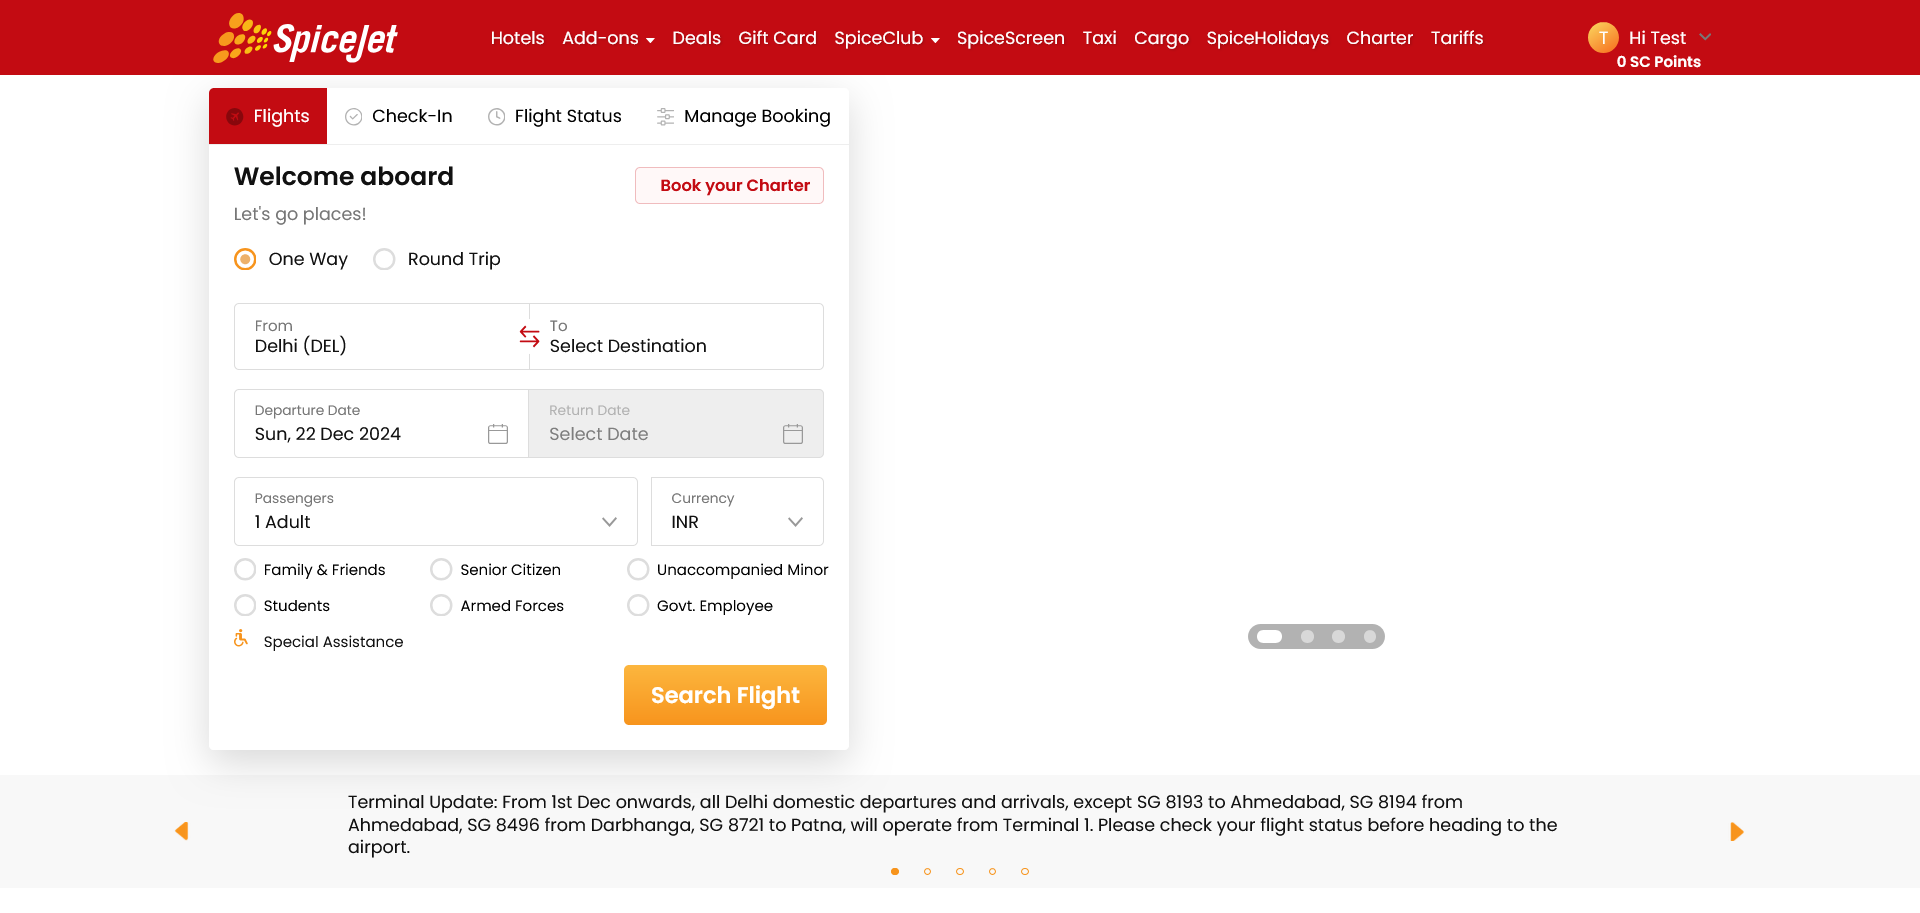 SpiceJet
Hotels Add-ons Deals Gift Card SpiceClub SpiceScreen Taxi Cargo SpiceHolidays Charter Tariffs
T Hi Test
0 SC Points
Flights Check-In Flight Status Manage Booking
Welcome aboard
Book your Charter
Let's go places!
One Way Round Trip
From To
Delhi (DEL) Select Destination
Departure Date Return Date
Sun, 22 Dec 2024 Select Date
Passengers Currency
1 Adult INR
Family & Friends Senior Citizen Unaccompanied Minor
Students Armed Forces Govt. Employee
Special Assistance
Search Flight
Terminal Update: From 1st Dec onwards, all Delhi domestic departures and arrivals, except SG 8193 to Ahmedabad, SG 8194 from
Ahmedabad, SG 8496 from Darbhanga, SG 8721 to Patna, will operate from Terminal 1. Please check your flight status before heading to the
airport.